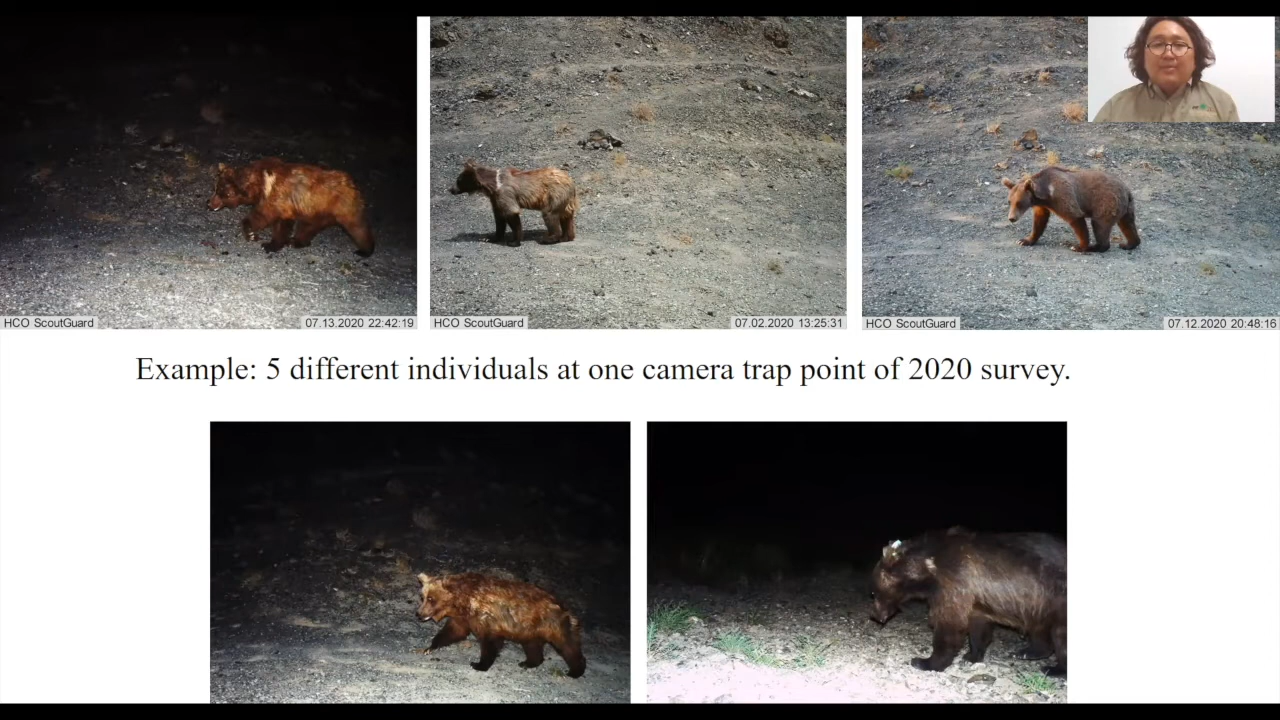 HCO ScoutGuard 07.13.2020 22:42:19
HCO ScoutGuard 07.02.2020 13:25:31
HCO ScoutGuard 07.12.2020 20:48:16
Example: 5 different individuals at one camera trap point of 2020 survey.